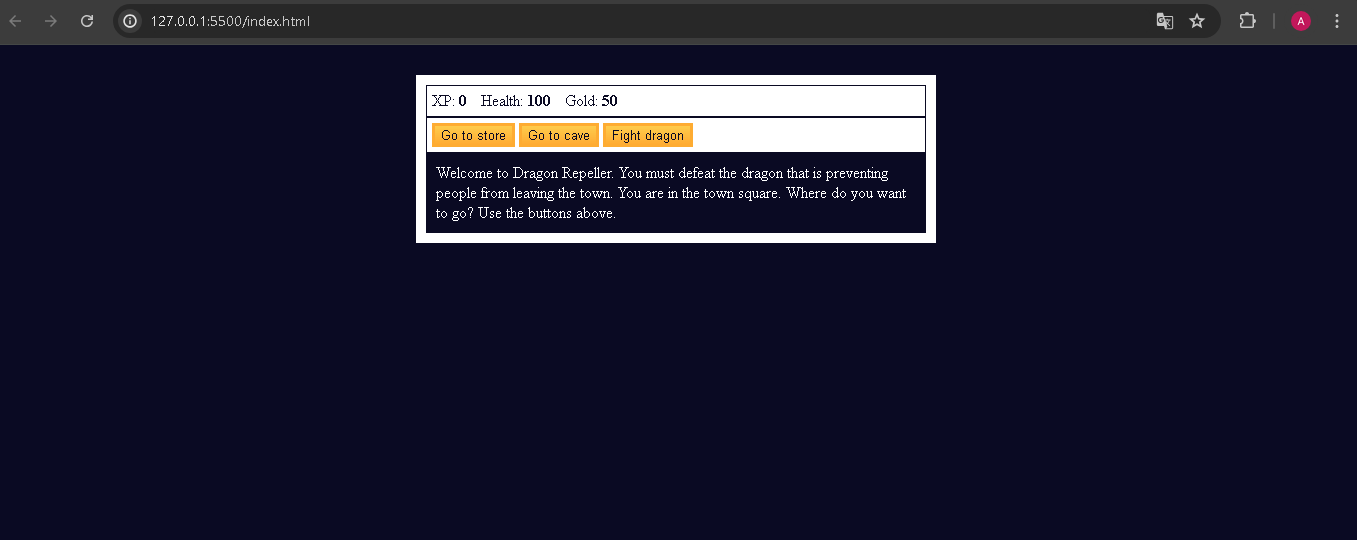 127.0.0.1:5500/index.html
A
XP: 0 Health: 100 Gold: 50
Go to store Go to cave Fight dragon
Welcome to Dragon Repeller. You must defeat the dragon that is preventing
people from leaving the town. You are in the town square. Where do you want
to go? Use the buttons above.